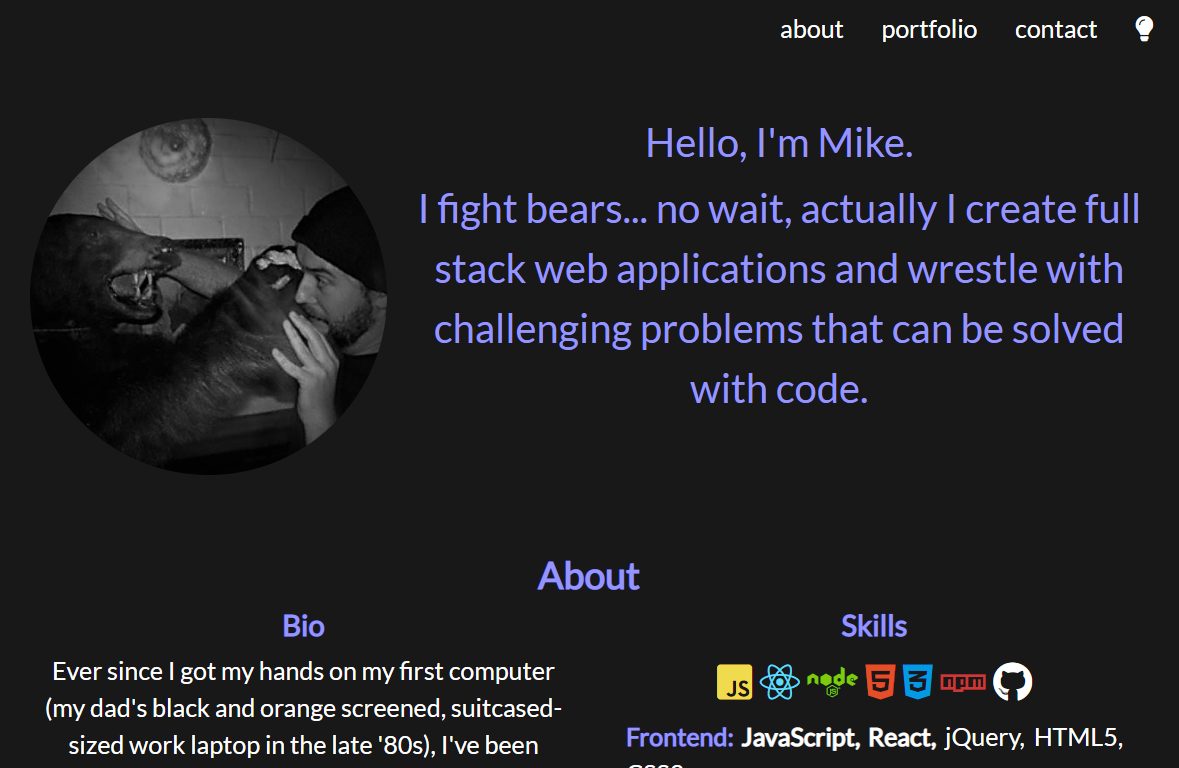 about portfolio contact
Hello, I'm Mike.
I fight bears... no wait, actually I create full
stack web applications and wrestle with
challenging problems that can be solved
with code.
About
Bio
Ever since I got my hands on my first computer
(my dad's black and orange screened, suitcased-
sized work laptop in the late '80s), I've been
Skills
JS node JS 5 3 npm
Frontend: JavaScript, React, jQuery, HTML5,